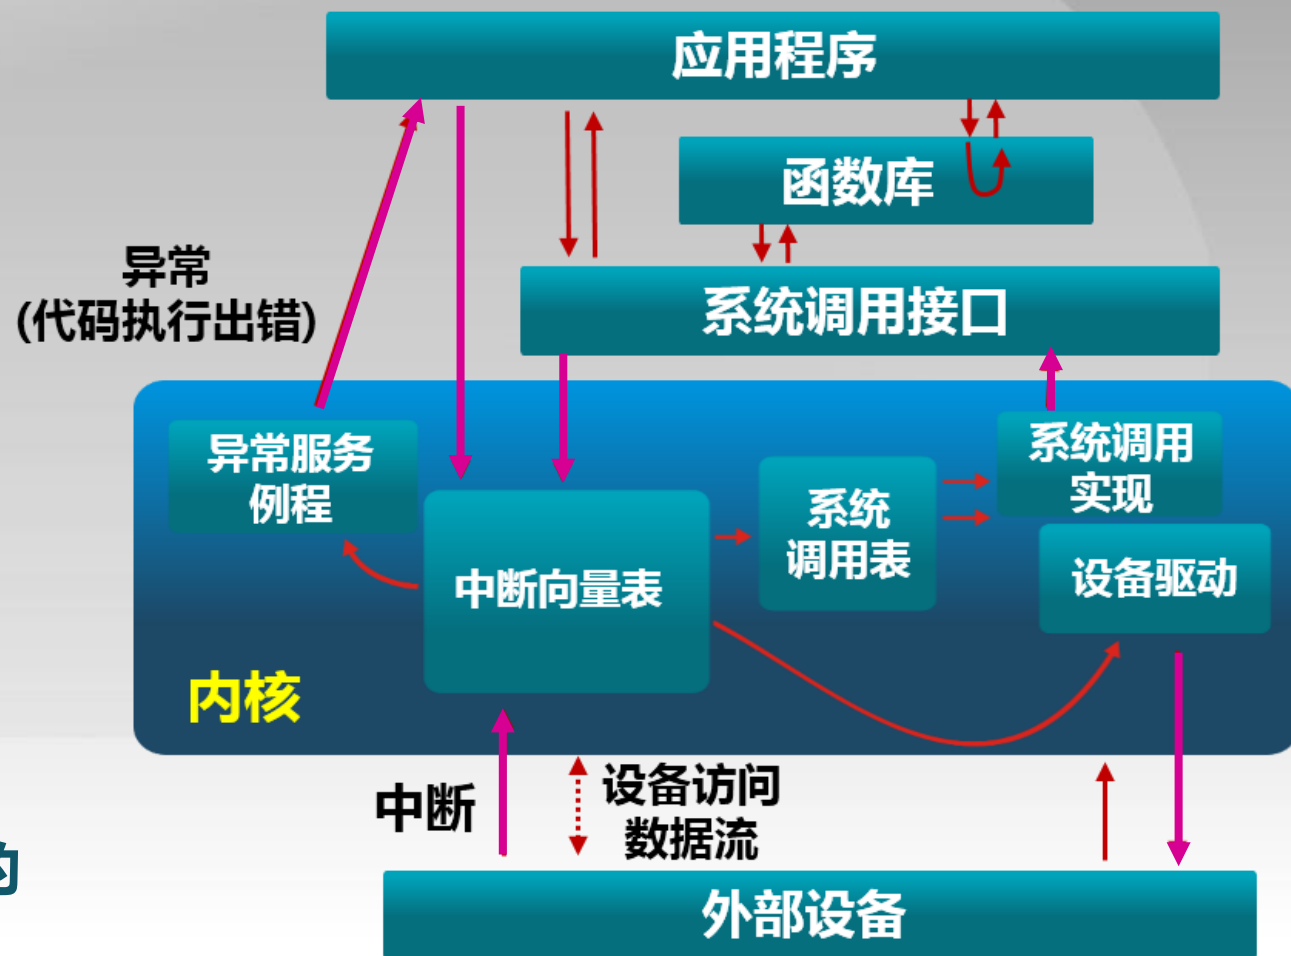 应用程序
函数库
异常
(代码执行出错)
系统调用接口
异常服务
例程
系统调用
实现
系统
调用表
中断向量表
设备驱动
内核
中断
设备访问
数据流
的
外部设备